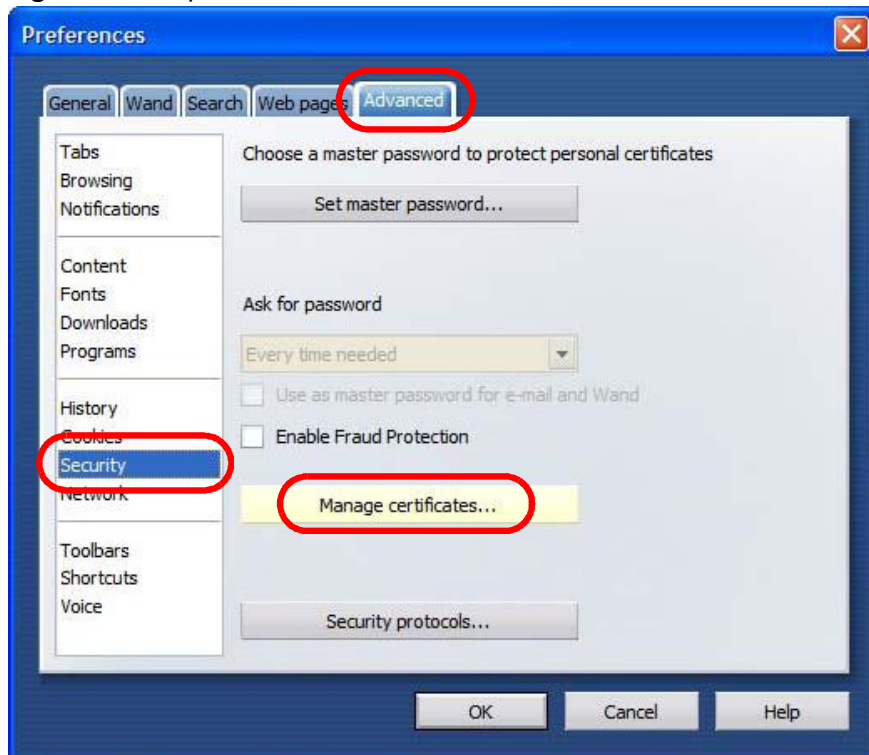 Preferences
General Wand Search Web pages Advanced
Tabs
Browsing
Notifications
Content
Fonts
Downloads
Programs
History
Cookies
Security
Network
Toolbars
Shortcuts
Voice
Choose a master password to protect personal certificates
Set master password...
Ask for password
Every time needed
Use as master password for e-mail and Wand
Enable Fraud Protection
Manage certificates...
Security protocols...
OK Cancel Help